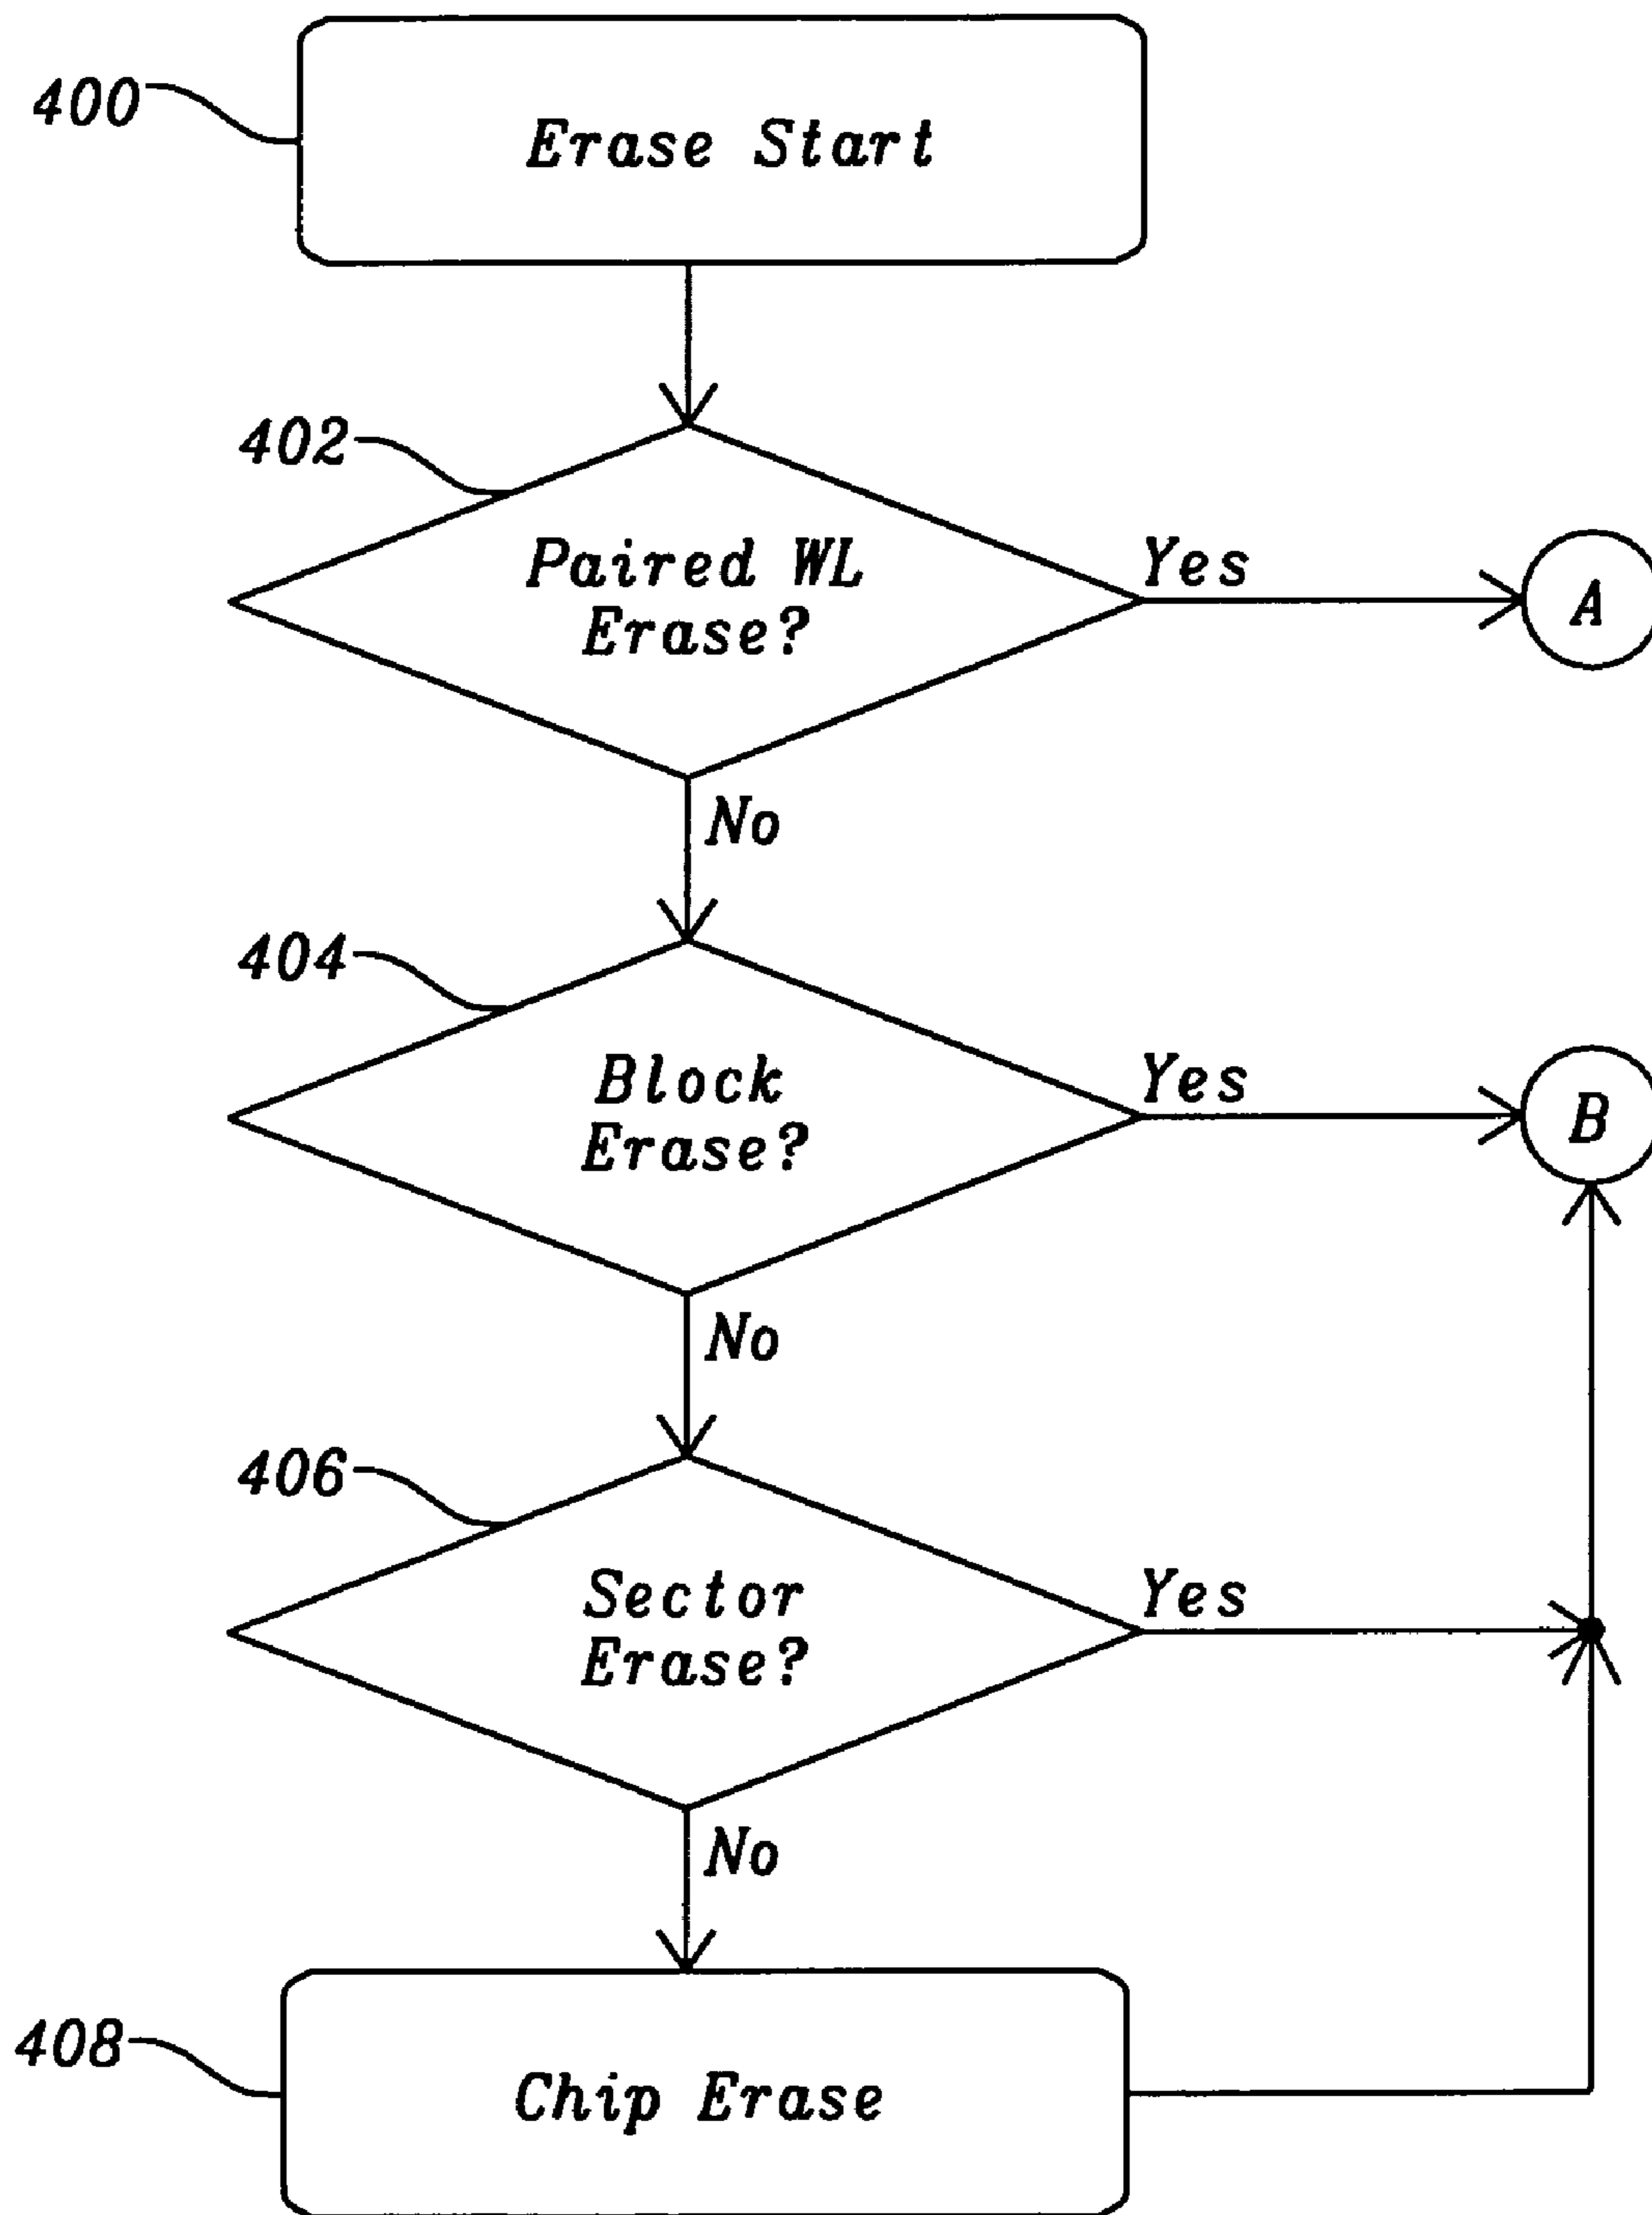 400
Erase Start
402
Paired WL
Erase?
Yes
A
No
404
Block
Erase?
Yes
B
No
406
Sector
Erase?
Yes
No
408
Chip Erase